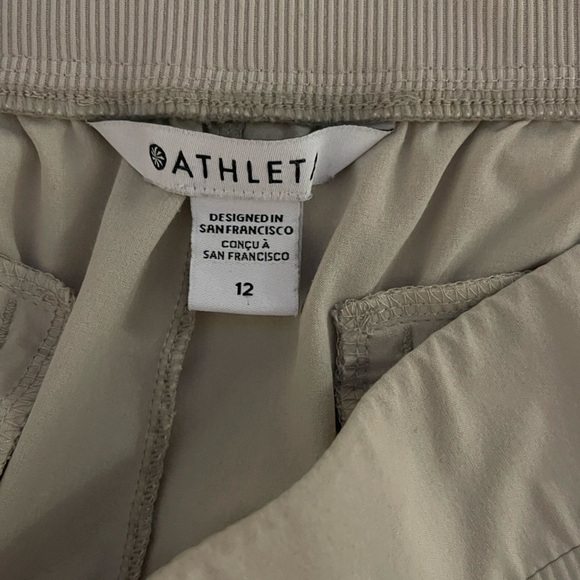 ATHLETA
DESIGNED IN
SAN FRANCISCO
CONÇU À
SAN FRANCISCO
12